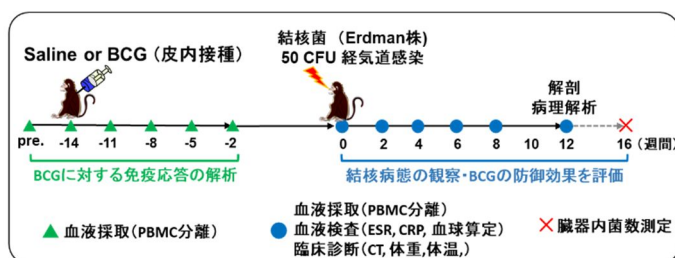 Saline or BCG (皮内接種)
結核菌 (Erdman株)
50 CFU 経気道感染
解剖
病理解析
pre. -14 -11 -8 -5 -2 0 2 4 6 8 10 12 16 (週間)
BCGに対する免疫応答の解析
結核病態の観察・BCGの防御効果を評価
血液採取(PBMC分離)
血液採取(PBMC分離)
血液検査(ESR, CRP, 血球算定)
臨床診断(CT, 体重,体温,)
臓器内菌数測定